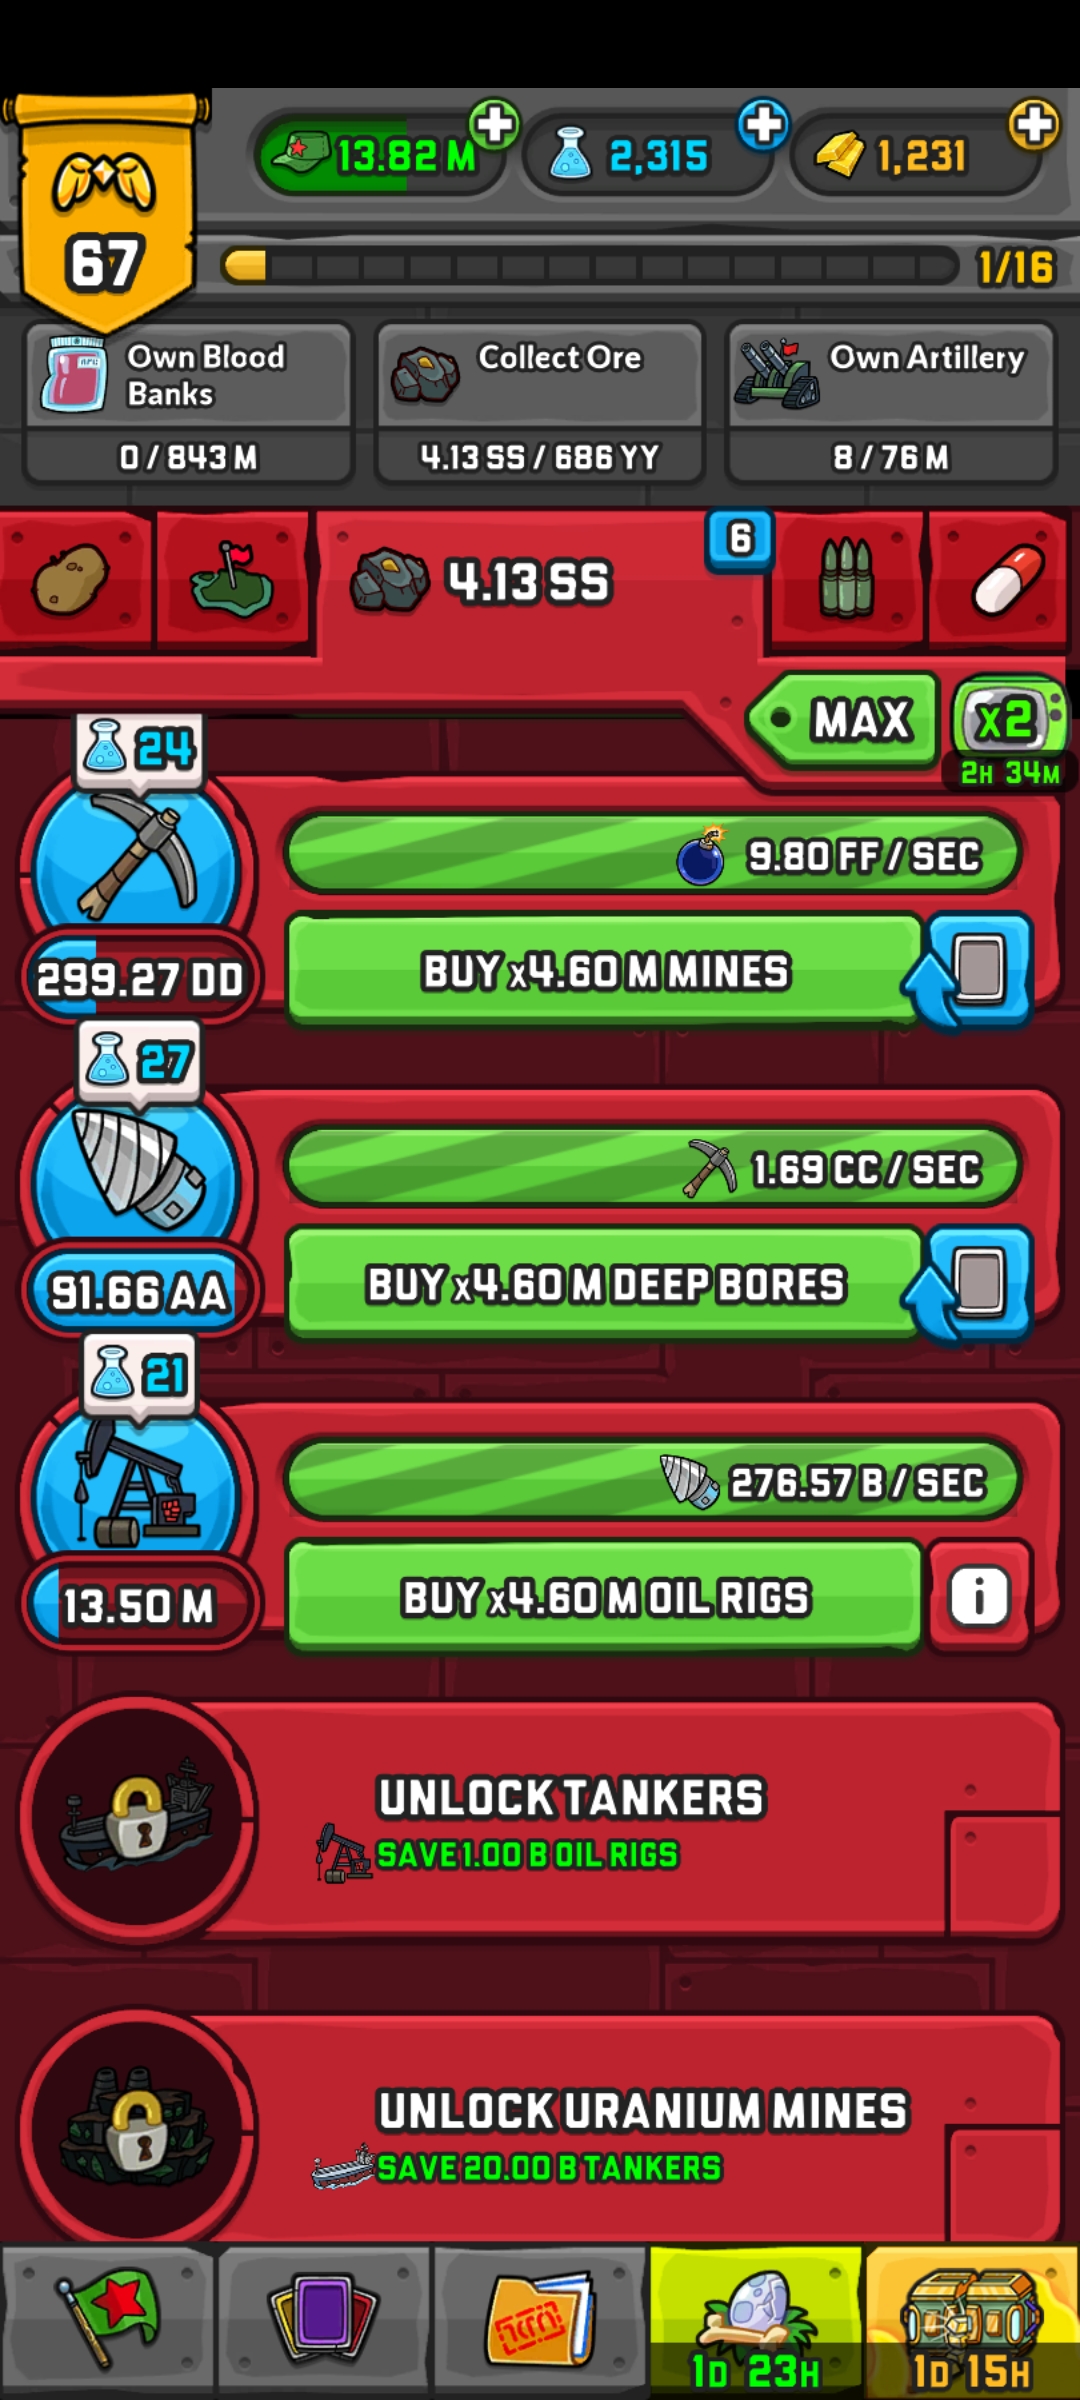 67
13.82 M
2,315
1,231
1/16
Own Blood
Banks
0 / 843 M
Collect Ore
4.13 SS / 686 YY
Own Artillery
8 / 76 M
4.13 SS
6
MAX
x2
2H 34M
24
299.27 DD
9.80 FF / SEC
BUY x4.60 M MINES
27
91.66 AA
1.69 CC / SEC
BUY x4.60 M DEEP BORES
21
13.50 M
276.57 B / SEC
BUY x4.60 M OIL RIGS
i
UNLOCK TANKERS
SAVE 1.00 B OIL RIGS
UNLOCK URANIUM MINES
SAVE 20.00 B TANKERS
1D 23H
1D 15H